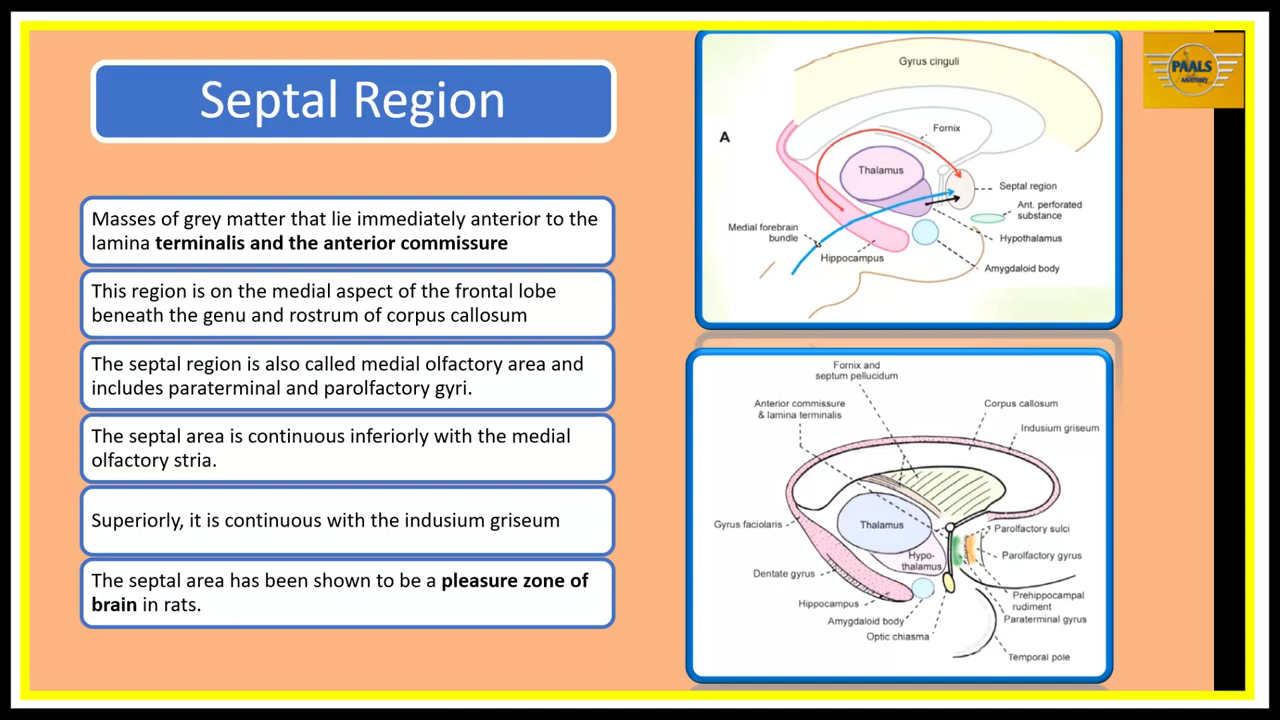 Septal Region
Masses of grey matter that lie immediately anterior to the
lamina terminalis and the anterior commissure
This region is on the medial aspect of the frontal lobe
beneath the genu and rostrum of corpus callosum
The septal region is also called medial olfactory area and
includes paraterminal and parolfactory gyri.
The septal area is continuous inferiorly with the medial
olfactory stria.
Superiorly, it is continuous with the indusium griseum
The septal area has been shown to be a pleasure zone of
brain in rats.
A
Gyrus cinguli
Fornix
Thalamus
Septal region
Ant. perforated
substance
Medial forebrain
bundle
Hypothalamus
Hippocampus
Amygdaloid body
Fornix and
septum pellucidum
Anterior commissure
& lamina terminalis
Corpus callosum
Indusium griseum
Gyrus faciolaris
Thalamus
Parolfactory sulci
Hypo-
thalamus
Parolfactory gyrus
Dentate gyrus
Prehippocampal
rudiment
Hippocampus
Paraterminal gyrus
Amygdaloid body
Optic chiasma
Temporal pole
PAALS
ANATOMY